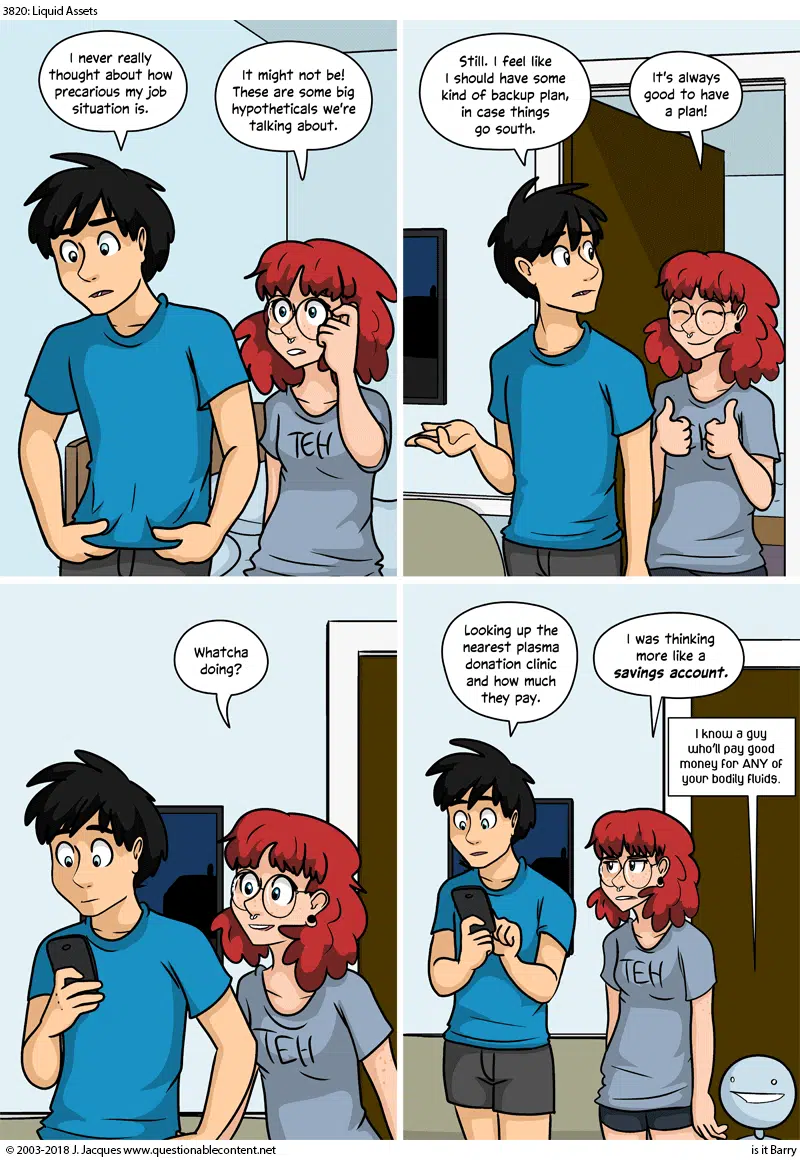 3820: Liquid Assets
I never really
thought about how
precarious my job
situation is.
It might not be!
These are some big
hypotheticals we're
talking about.
TEH
Still. I feel like
I should have some
kind of backup plan,
in case things
go south.
It's always
good to have
a plan!
H
Whatcha
doing?
TEH
Looking up the
nearest plasma
donation clinic
and how much
they pay.
I was thinking
more like a
savings account.
I know a guy
who'll pay good
money for ANY of
your bodily fluids.
TEH
© 2003-2018 J. Jacques www.questionablecontent.net
is it Barry